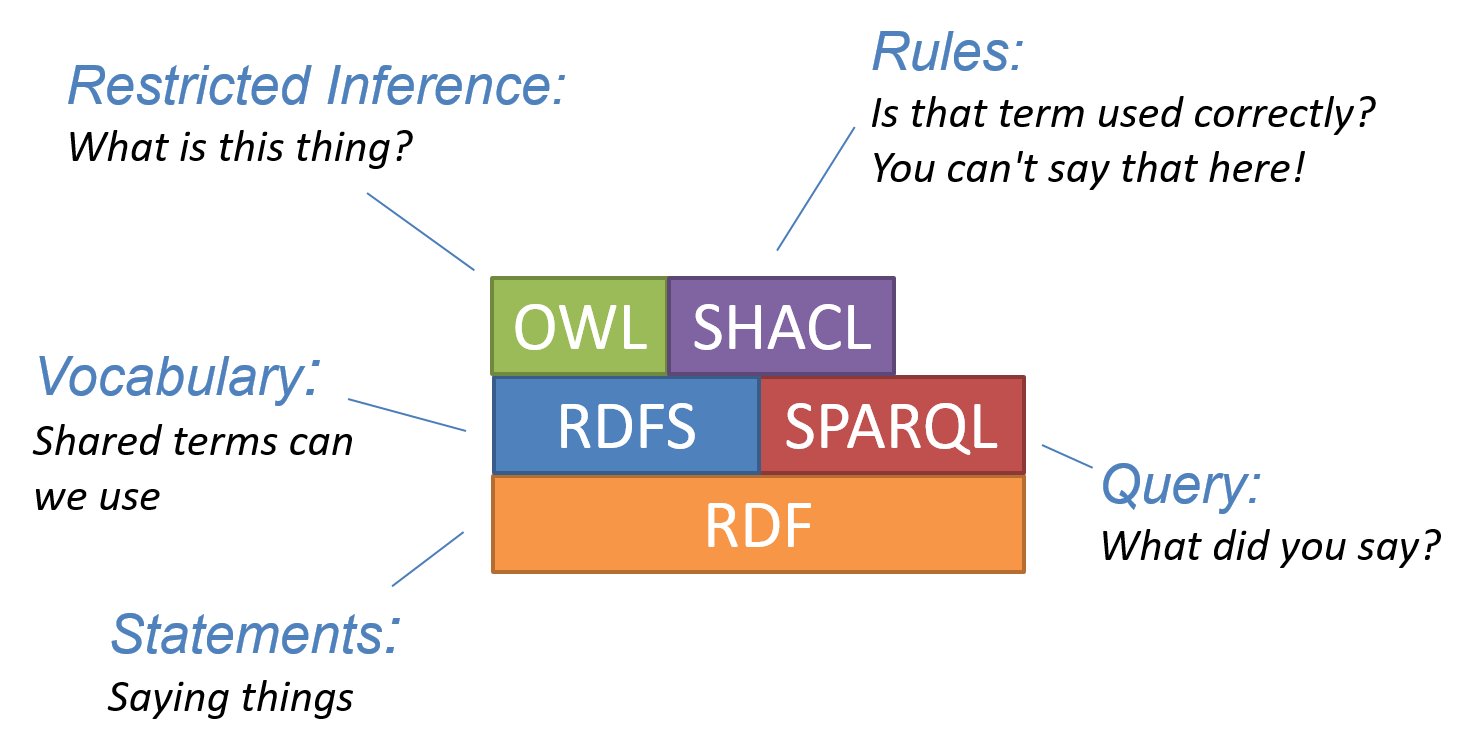 Restricted Inference:
What is this thing?
Rules:
Is that term used correctly?
You can't say that here!
OWL
SHACL
Vocabulary:
Shared terms can
we use
RDFS
SPARQL
Query:
What did you say?
RDF
Statements:
Saying things